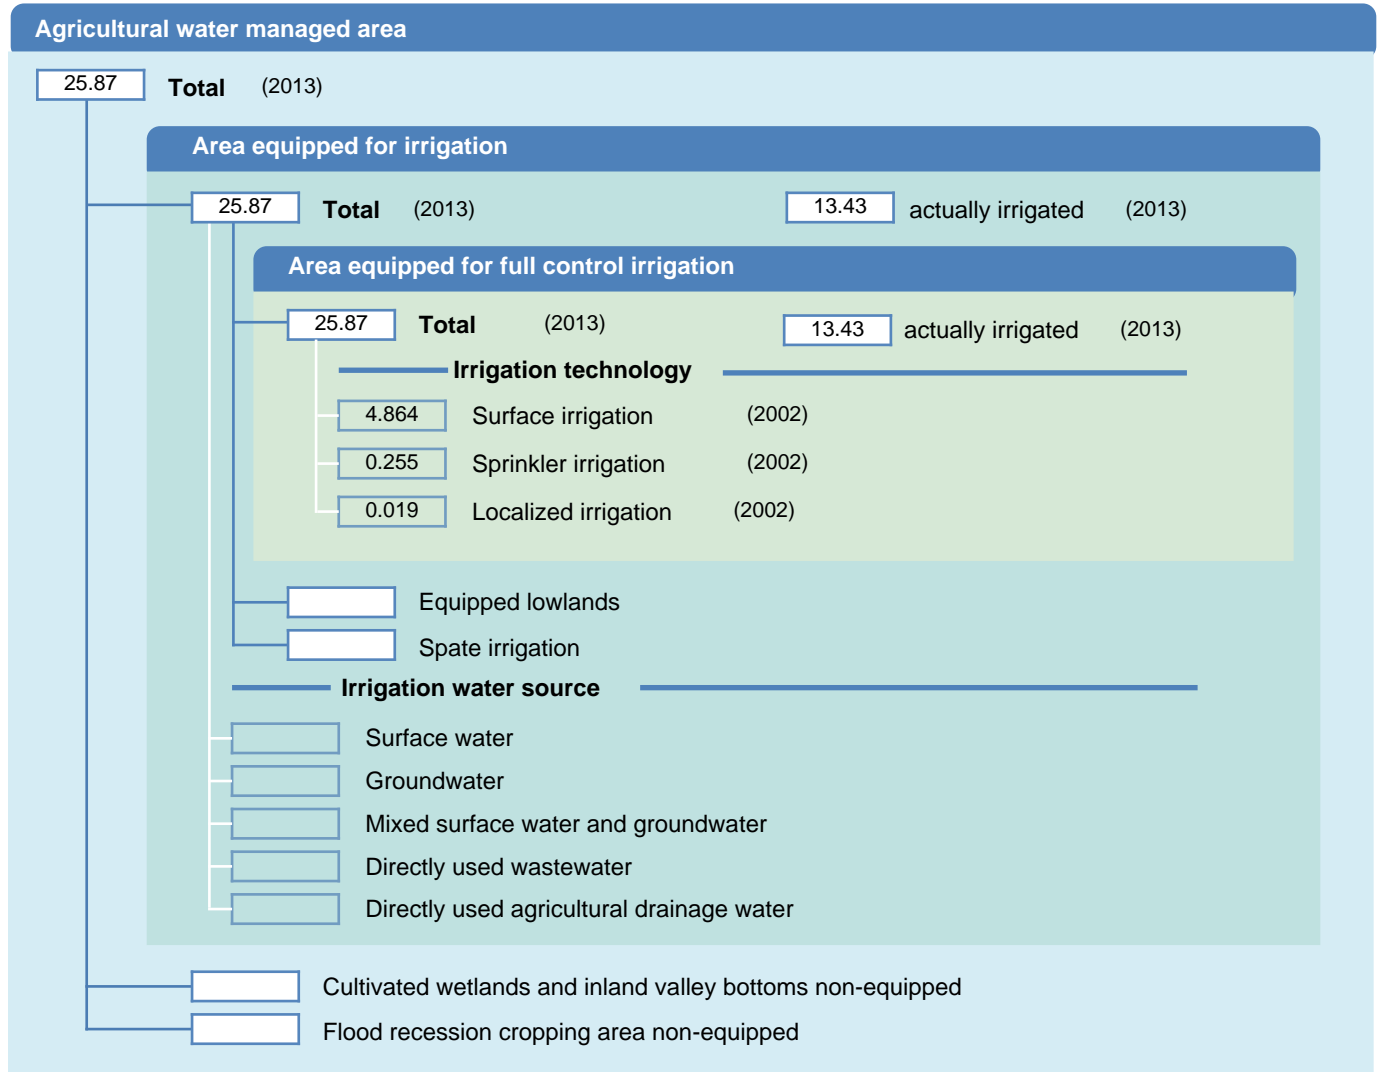 Agricultural water managed area
25.87 Total (2013)
Area equipped for irrigation
25.87 Total (2013) 13.43 actually irrigated (2013)
Area equipped for full control irrigation
25.87 Total (2013) 13.43 actually irrigated (2013)
Irrigation technology
4.864 Surface irrigation (2002)
0.255 Sprinkler irrigation (2002)
0.019 Localized irrigation (2002)
Equipped lowlands
Spate irrigation
Irrigation water source
Surface water
Groundwater
Mixed surface water and groundwater
Directly used wastewater
Directly used agricultural drainage water
Cultivated wetlands and inland valley bottoms non-equipped
Flood recession cropping area non-equipped